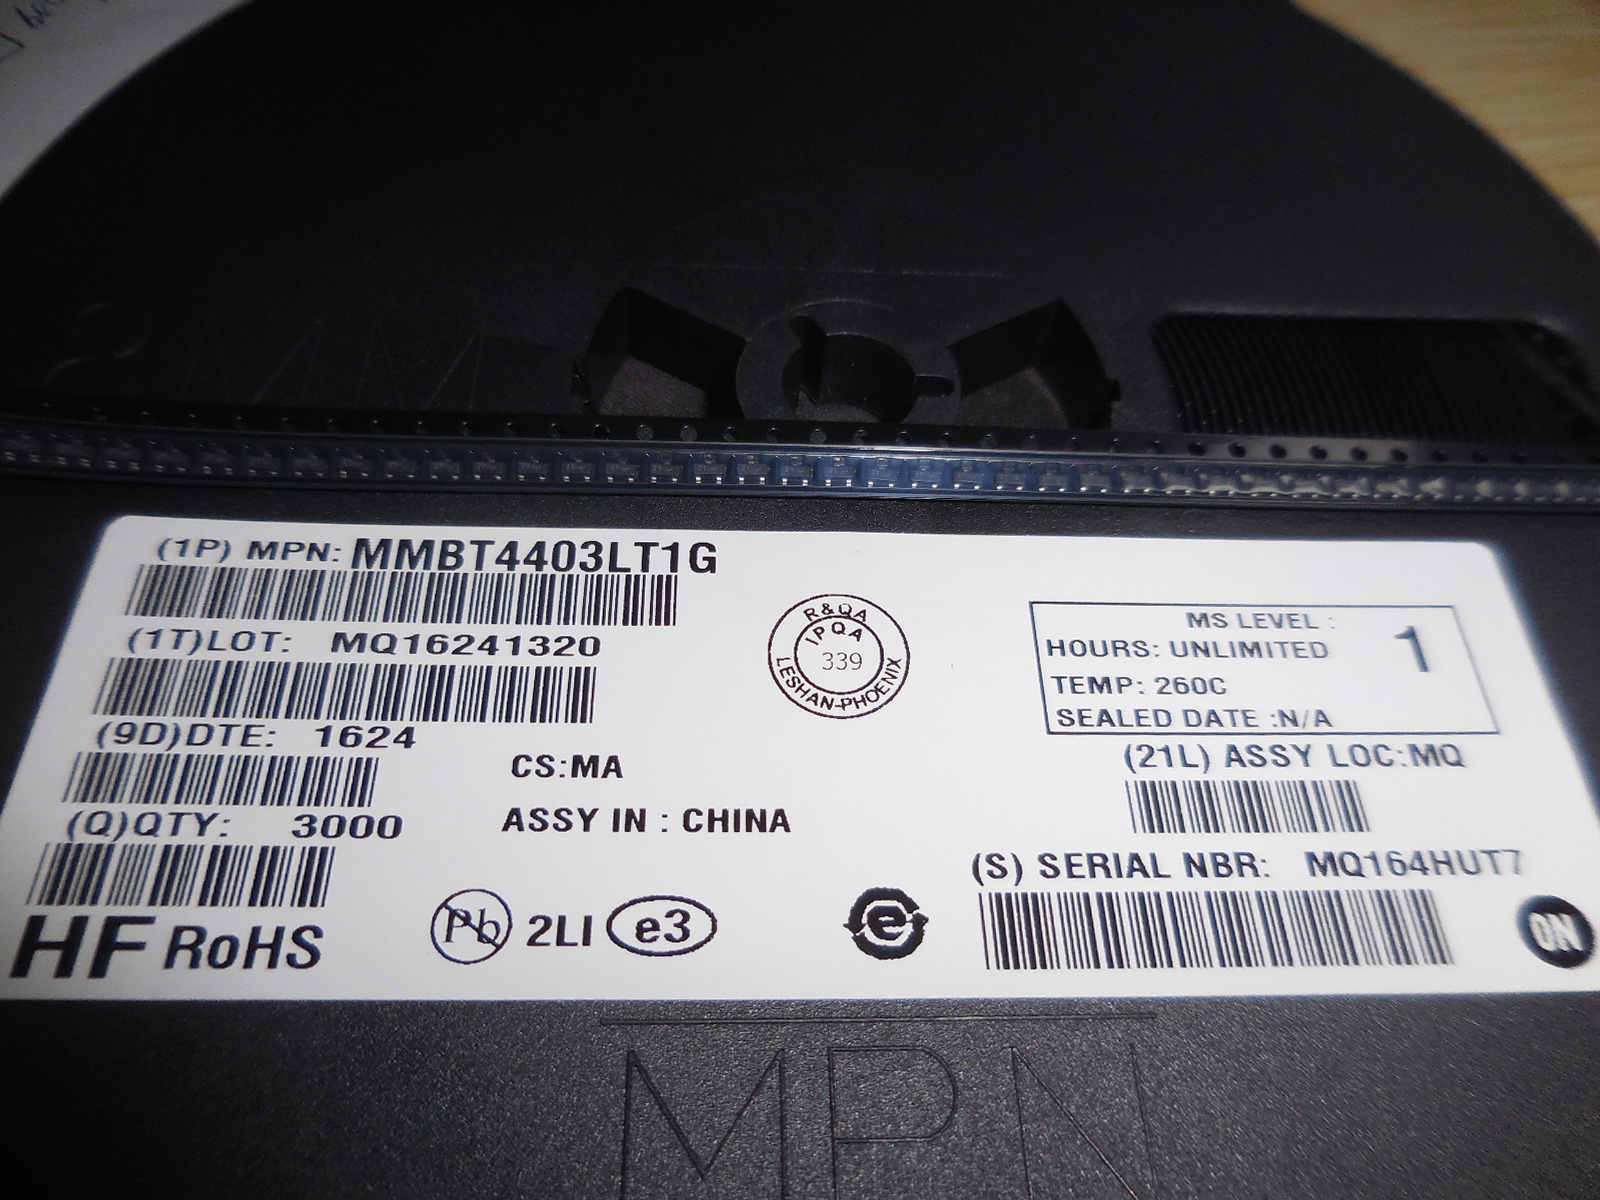 (1P) MPN: MMBT4403LT1G
(1T)LOT: MQ16241320
(9D)DTE: 1624
(Q)QTY: 3000
HF RoHS
CS:MA
ASSY IN : CHINA
Pb 2LI e3
R&QA
IPQA
339
LESHAN-PHOENIX
MS LEVEL : 1
HOURS: UNLIMITED
TEMP: 260C
SEALED DATE :N/A
(21L) ASSY LOC:MQ
(S) SERIAL NBR: MQ164HUT7
e
ON
MPN